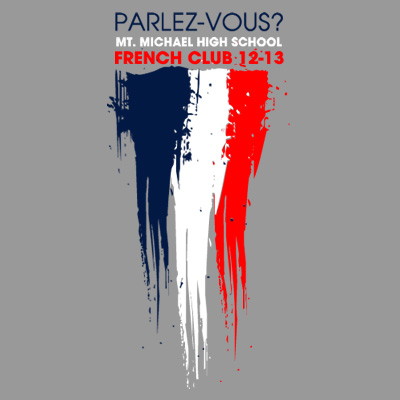 PARLEZ-VOUS?
MT. MICHAEL HIGH SCHOOL
FRENCH CLUB 12-13